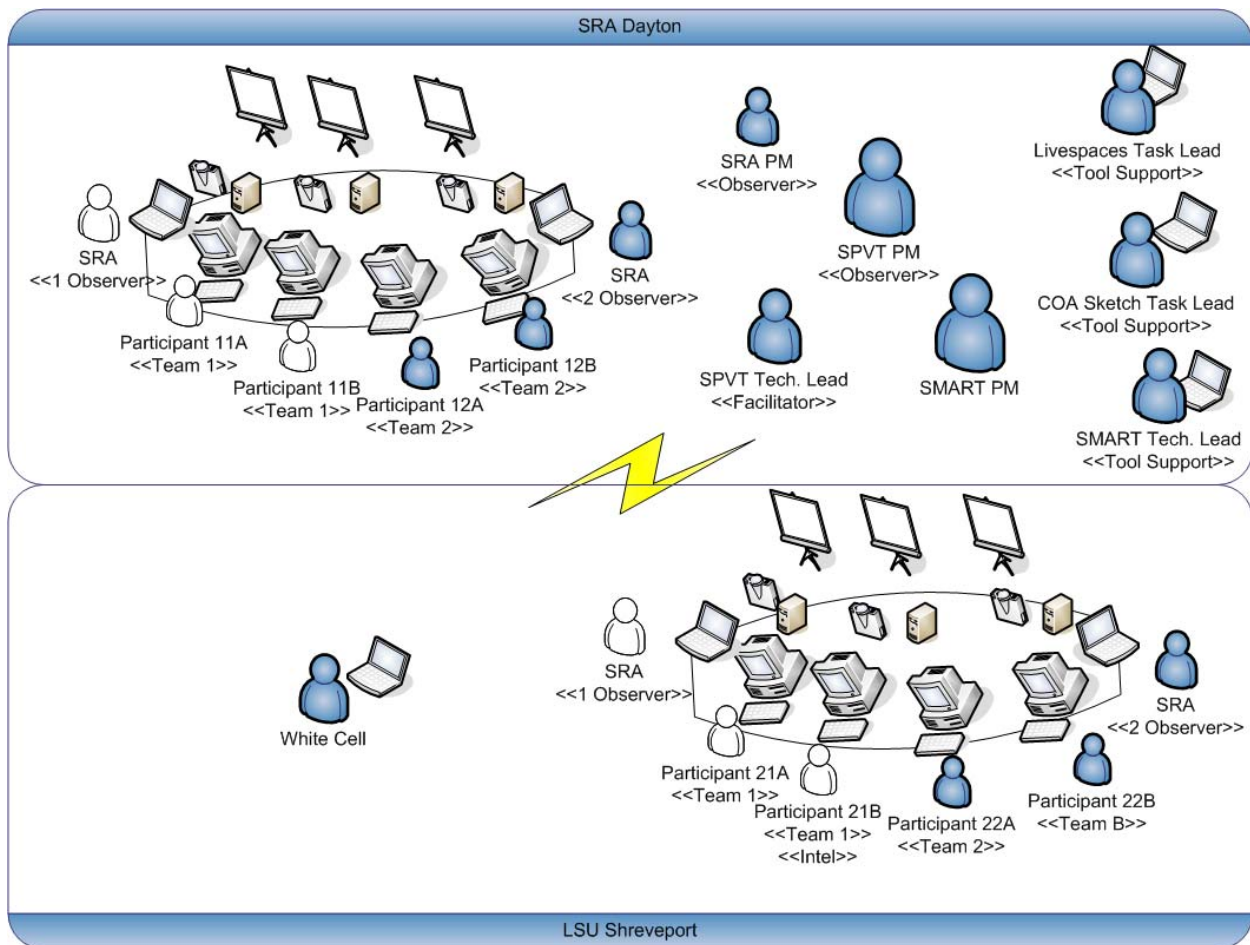 SRA Dayton
SRA
<<1 Observer>>
Participant 11A
<<Team 1>>
Participant 11B
<<Team 1>>
Participant 12A
<<Team 2>>
Participant 12B
<<Team 2>>
SRA
<<2 Observer>>
SRA PM
<<Observer>>
SPVT PM
<<Observer>>
SPVT Tech. Lead
<<Facilitator>>
SMART PM
Livespaces Task Lead
<<Tool Support>>
COA Sketch Task Lead
<<Tool Support>>
SMART Tech. Lead
<<Tool Support>>
White Cell
SRA
<<1 Observer>>
Participant 21A
<<Team 1>>
Participant 21B
<<Team 1>>
<<Intel>>
Participant 22A
<<Team 2>>
Participant 22B
<<Team B>>
SRA
<<2 Observer>>
LSU Shreveport